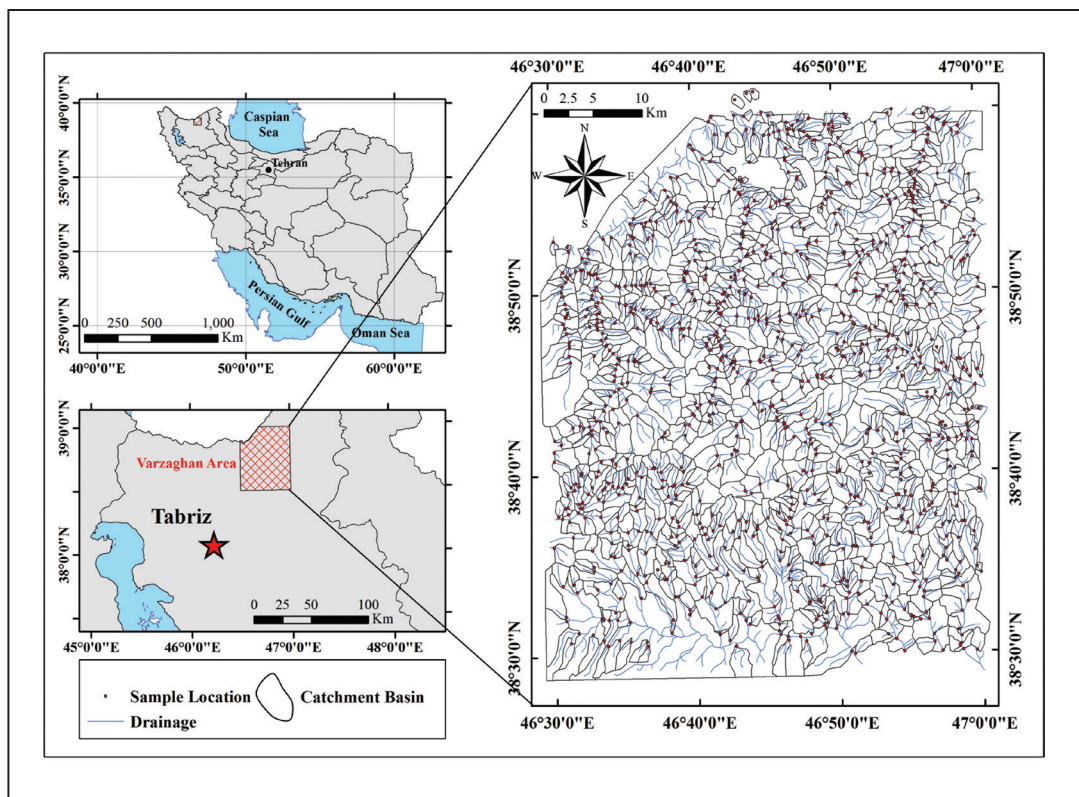 40°0'0"N
35°0'0"N
30°0'0"N
25°0'0"N
Caspian
Sea
Tehran
Persian Gulf
Oman Sea
0 250 500 1,000
Km
40°0'0"E 50°0'0"E 60°0'0"E
39°0'0"N
38°0'0"N
Varzaghan Area
Tabriz
0 25 50 100
Km
45°0'0"E 46°0'0"E 47°0'0"E 48°0'0"E
Sample Location
Catchment Basin
Drainage
46°30'0"E 46°40'0"E 46°50'0"E 47°0'0"E
0 2.5 5 10
Km
N
W E
S
38°50'0"N
38°40'0"N
38°30'0"N
38°50'0"N
38°40'0"N
38°30'0"N
46°30'0"E 46°40'0"E 46°50'0"E 47°0'0"E